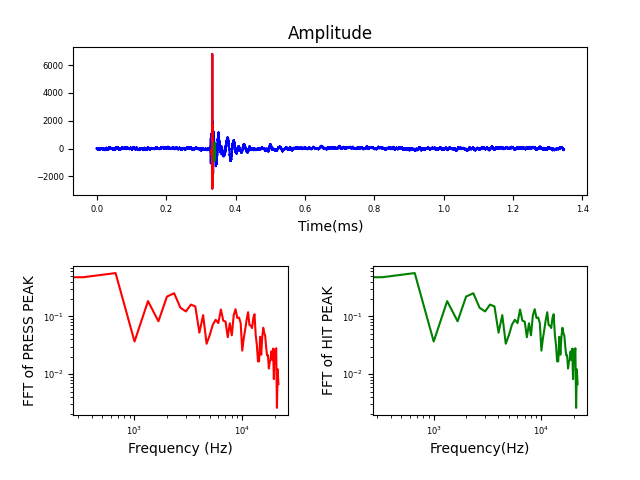 Amplitude
6000
4000
2000
0
−2000
0.0 0.2 0.4 0.6 0.8 1.0 1.2 1.4
Time(ms)
FFT of PRESS PEAK
10⁻¹
10⁻²
10³ 10⁴
Frequency (Hz)
FFT of HIT PEAK
10⁻¹
10⁻²
10³ 10⁴
Frequency(Hz)